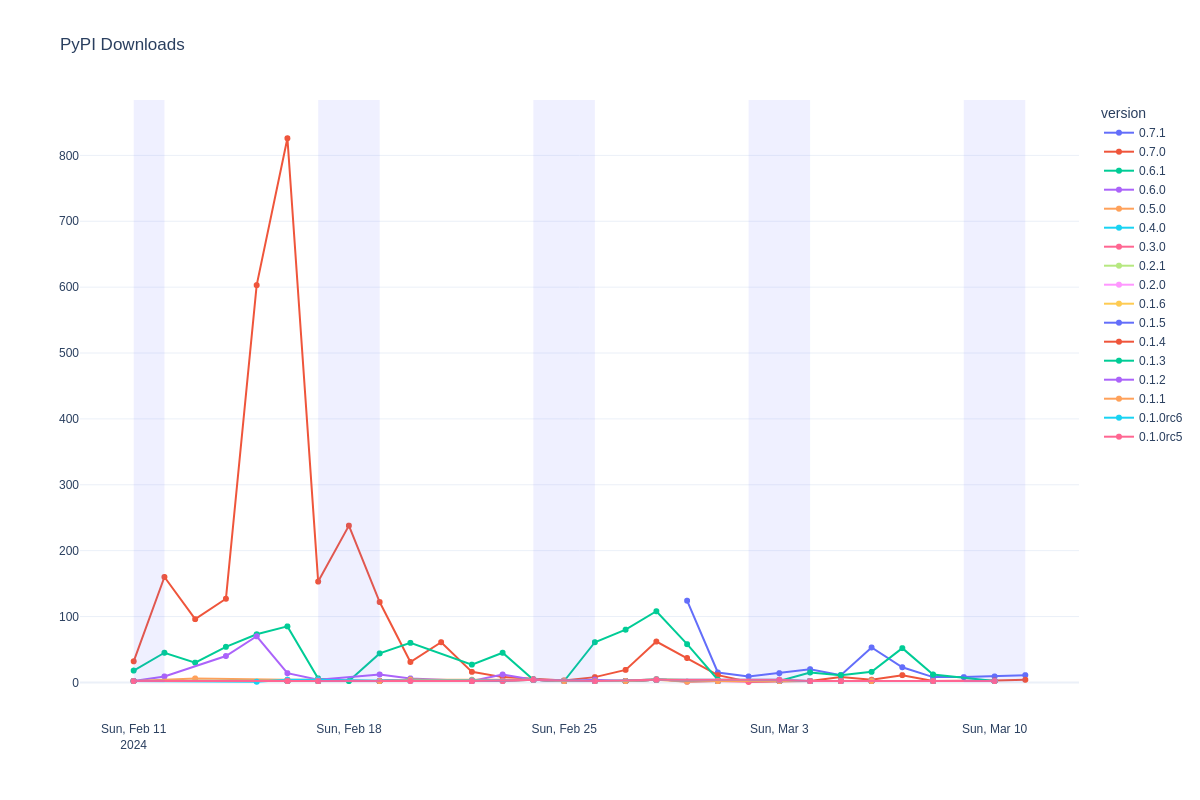 PyPI Downloads
800
700
600
500
400
300
200
100
0
Sun, Feb 11
2024
Sun, Feb 18
Sun, Feb 25
Sun, Mar 3
Sun, Mar 10
version
0.7.1
0.7.0
0.6.1
0.6.0
0.5.0
0.4.0
0.3.0
0.2.1
0.2.0
0.1.6
0.1.5
0.1.4
0.1.3
0.1.2
0.1.1
0.1.0rc6
0.1.0rc5